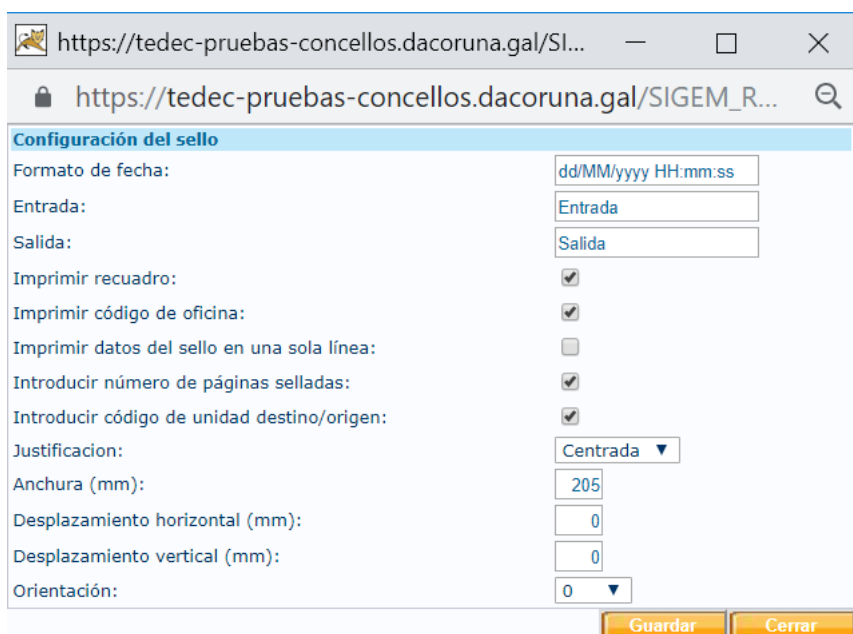 https://tedec-pruebas-concellos.dacoruna.gal/SI...
https://tedec-pruebas-concellos.dacoruna.gal/SIGEM_R...
Configuración del sello
Formato de fecha: dd/MM/yyyy HH:mm:ss
Entrada: Entrada
Salida: Salida
Imprimir recuadro:
Imprimir código de oficina:
Imprimir datos del sello en una sola línea:
Introducir número de páginas selladas:
Introducir código de unidad destino/origen:
Justificacion: Centrada
Anchura (mm): 205
Desplazamiento horizontal (mm): 0
Desplazamiento vertical (mm): 0
Orientación: 0
Guardar Cerrar